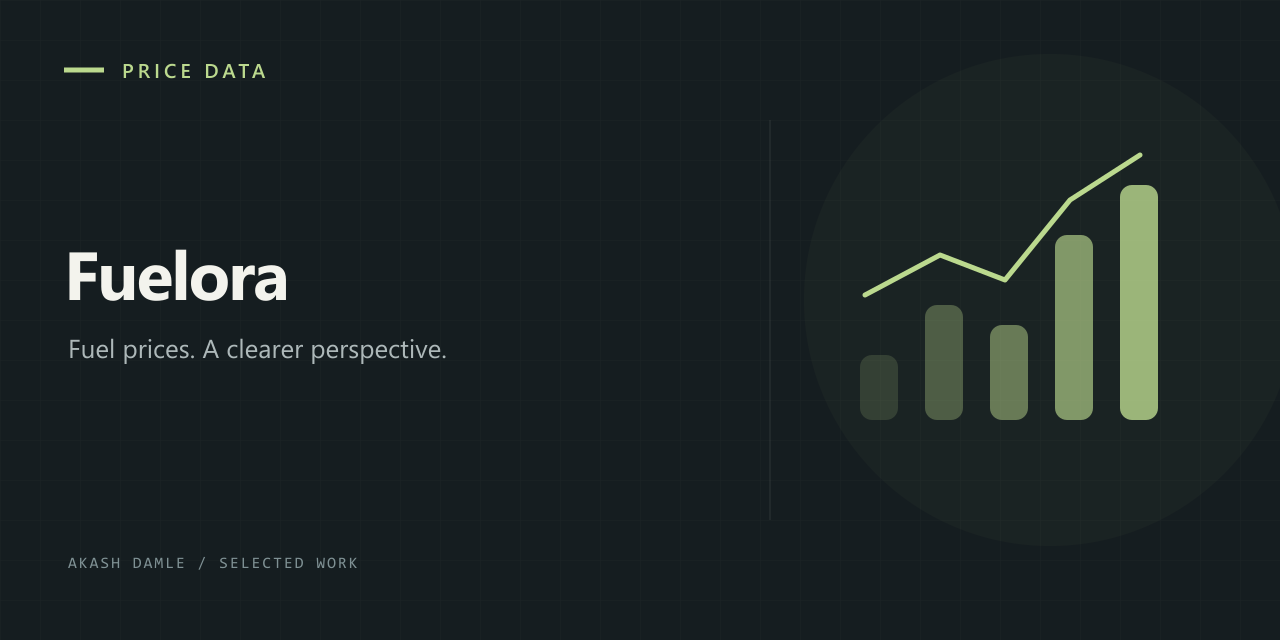 PRICE DATA
Fuelora
Fuel prices. A clearer perspective.
AKASH DAMLE / SELECTED WORK